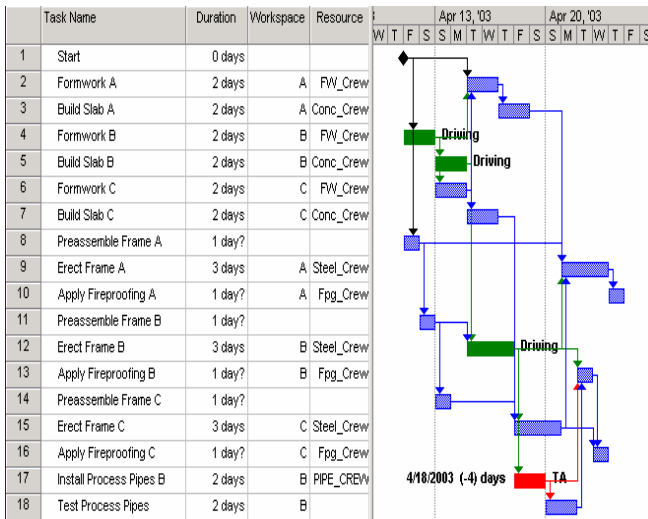 Task Name Duration Workspace Resource Apr 13, '03 Apr 20, '03
W T F S S M T W T F S S M T W T F S
1 Start 0 days
2 Formwork A 2 days A FW_Crew
3 Build Slab A 2 days A Conc_Crew
4 Formwork B 2 days B FW_Crew Driving
5 Build Slab B 2 days B Conc_Crew Driving
6 Formwork C 2 days C FW_Crew
7 Build Slab C 2 days C Conc_Crew
8 Preassemble Frame A 1 day?
9 Erect Frame A 3 days A Steel_Crew
10 Apply Fireproofing A 1 day? A Fpg_Crew
11 Preassemble Frame B 1 day?
12 Erect Frame B 3 days B Steel_Crew Driving
13 Apply Fireproofing B 1 day? B Fpg_Crew
14 Preassemble Frame C 1 day?
15 Erect Frame C 3 days C Steel_Crew
16 Apply Fireproofing C 1 day? C Fpg_Crew
17 Install Process Pipes B 2 days B PIPE_CREW 4/18/2003 (-4) days TA
18 Test Process Pipes 2 days B